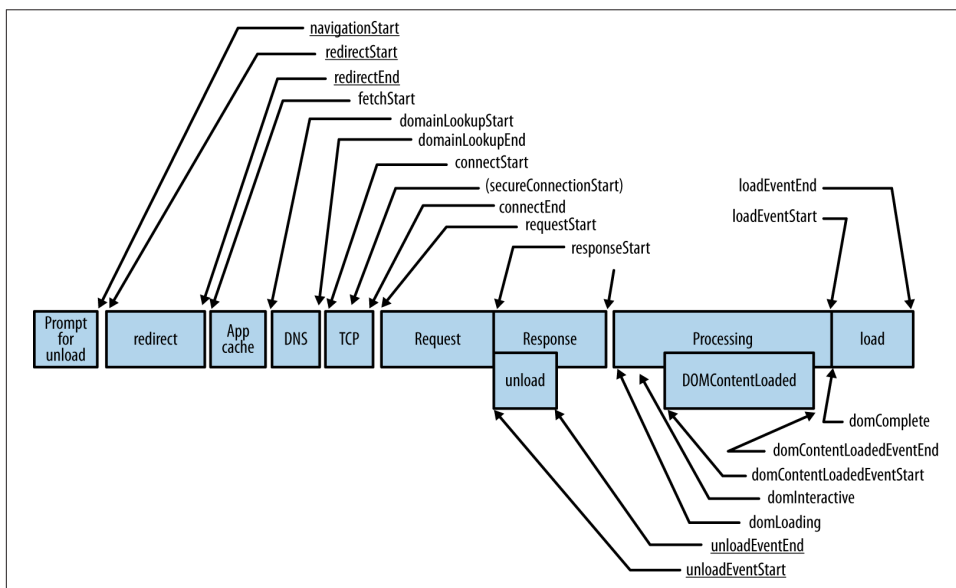 navigationStart
redirectStart
redirectEnd
fetchStart
domainLookupStart
domainLookupEnd
connectStart
(secureConnectionStart)
connectEnd
requestStart
responseStart
loadEventEnd
loadEventStart
Prompt
for
unload
redirect
App
cache
DNS
TCP
Request
Response
unload
Processing
DOMContentLoaded
load
domComplete
domContentLoadedEventEnd
domContentLoadedEventStart
domInteractive
domLoading
unloadEventEnd
unloadEventStart